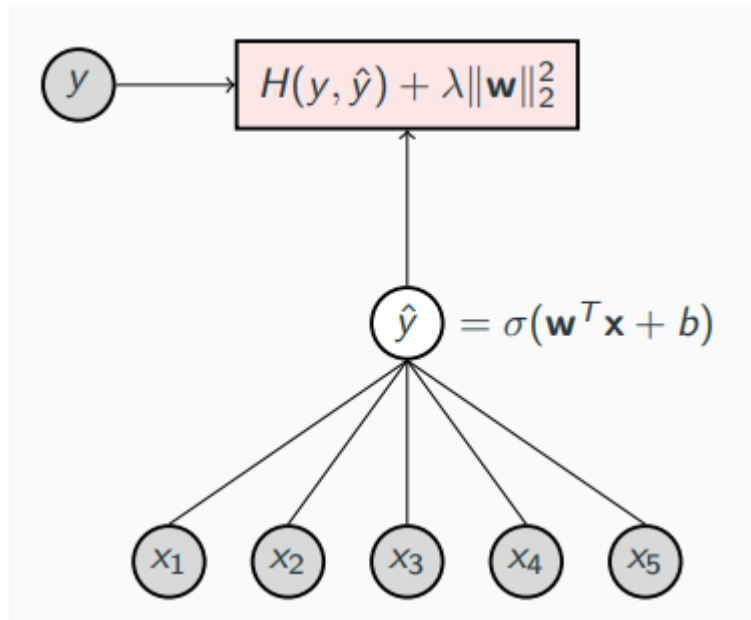 y
H(y, ŷ) + λ‖𝐰‖₂²
ŷ = σ(𝐰ᵀ𝐱 + b)
x₁ x₂ x₃ x₄ x₅